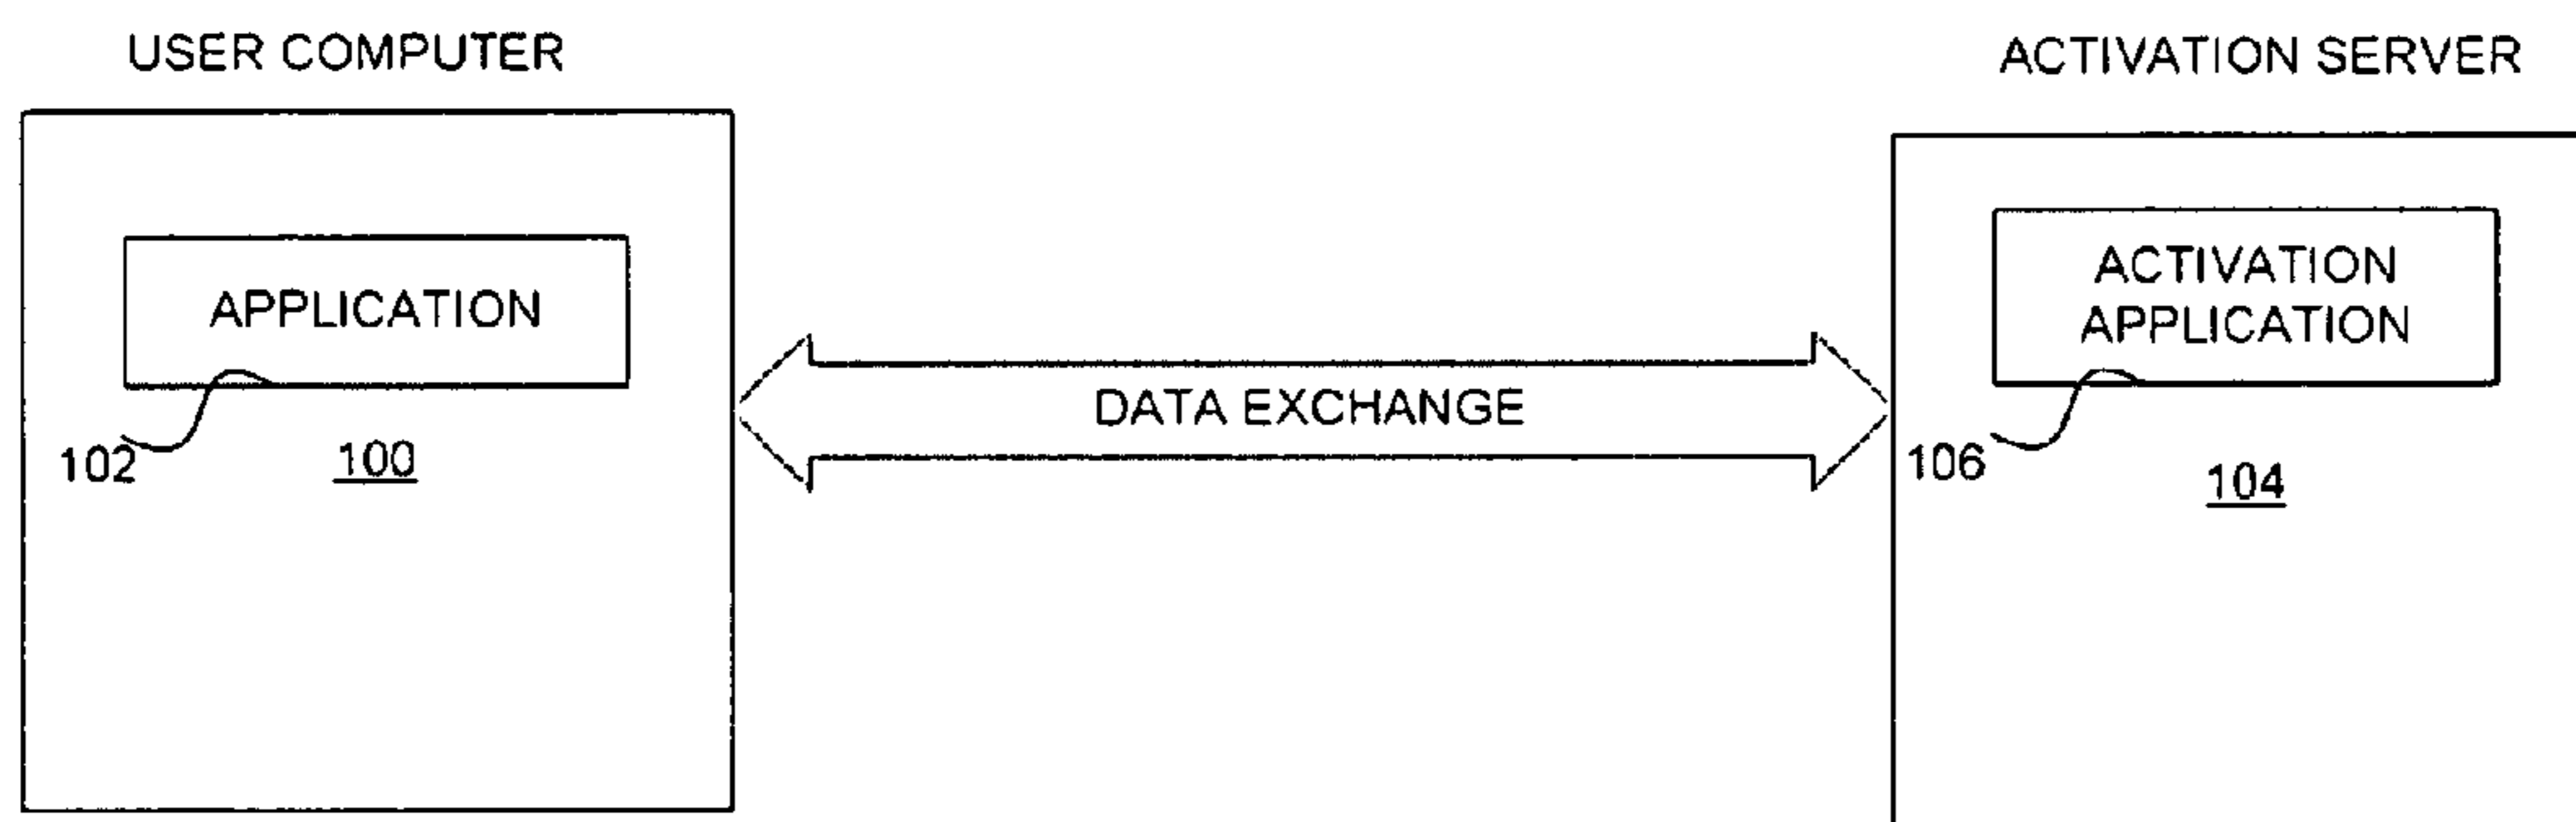 USER COMPUTER
ACTIVATION SERVER
APPLICATION
ACTIVATION
APPLICATION
DATA EXCHANGE
102
100
106
104